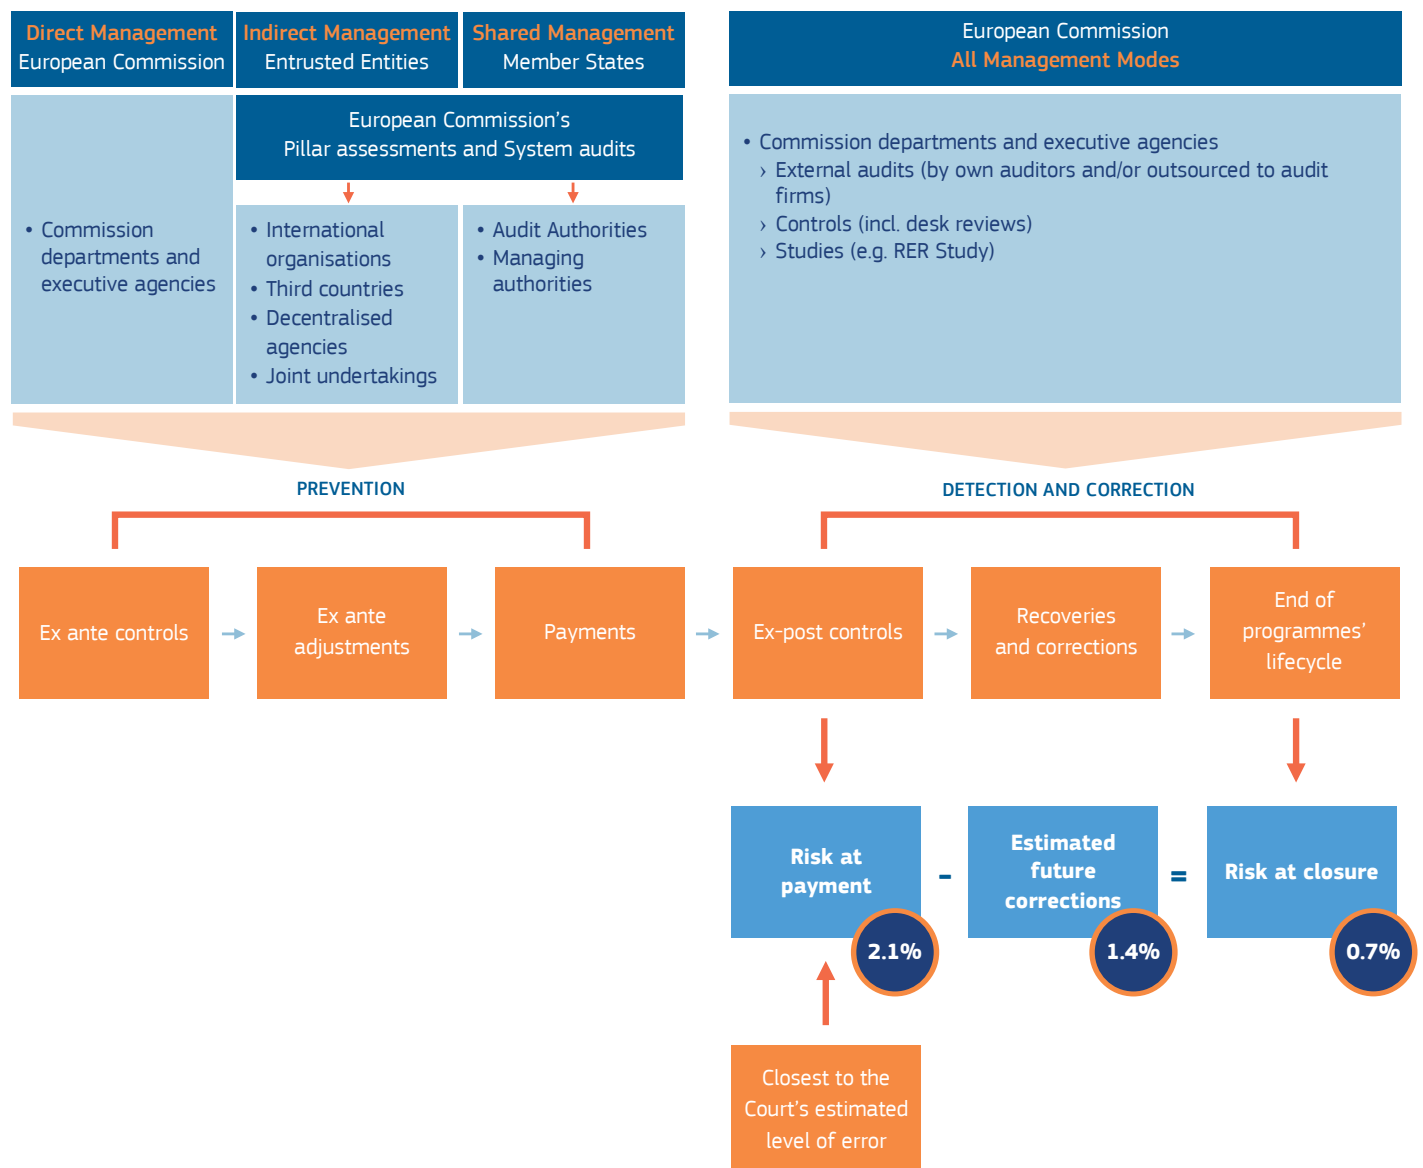 Direct Management
European Commission
Indirect Management
Entrusted Entities
Shared Management
Member States
European Commission
All Management Modes
European Commission's
Pillar assessments and System audits
• Commission
departments and
executive agencies
• International
organisations
• Third countries
• Decentralised
agencies
• Joint undertakings
• Audit Authorities
• Managing
authorities
• Commission departments and executive agencies
› External audits (by own auditors and/or outsourced to audit
firms)
› Controls (incl. desk reviews)
› Studies (e.g. RER Study)
PREVENTION
DETECTION AND CORRECTION
Ex ante controls
Ex ante
adjustments
Payments
Ex-post controls
Recoveries
and corrections
End of
programmes'
lifecycle
Risk at
payment
2.1%
-
Estimated
future
corrections
1.4%
=
Risk at closure
0.7%
Closest to the
Court's estimated
level of error